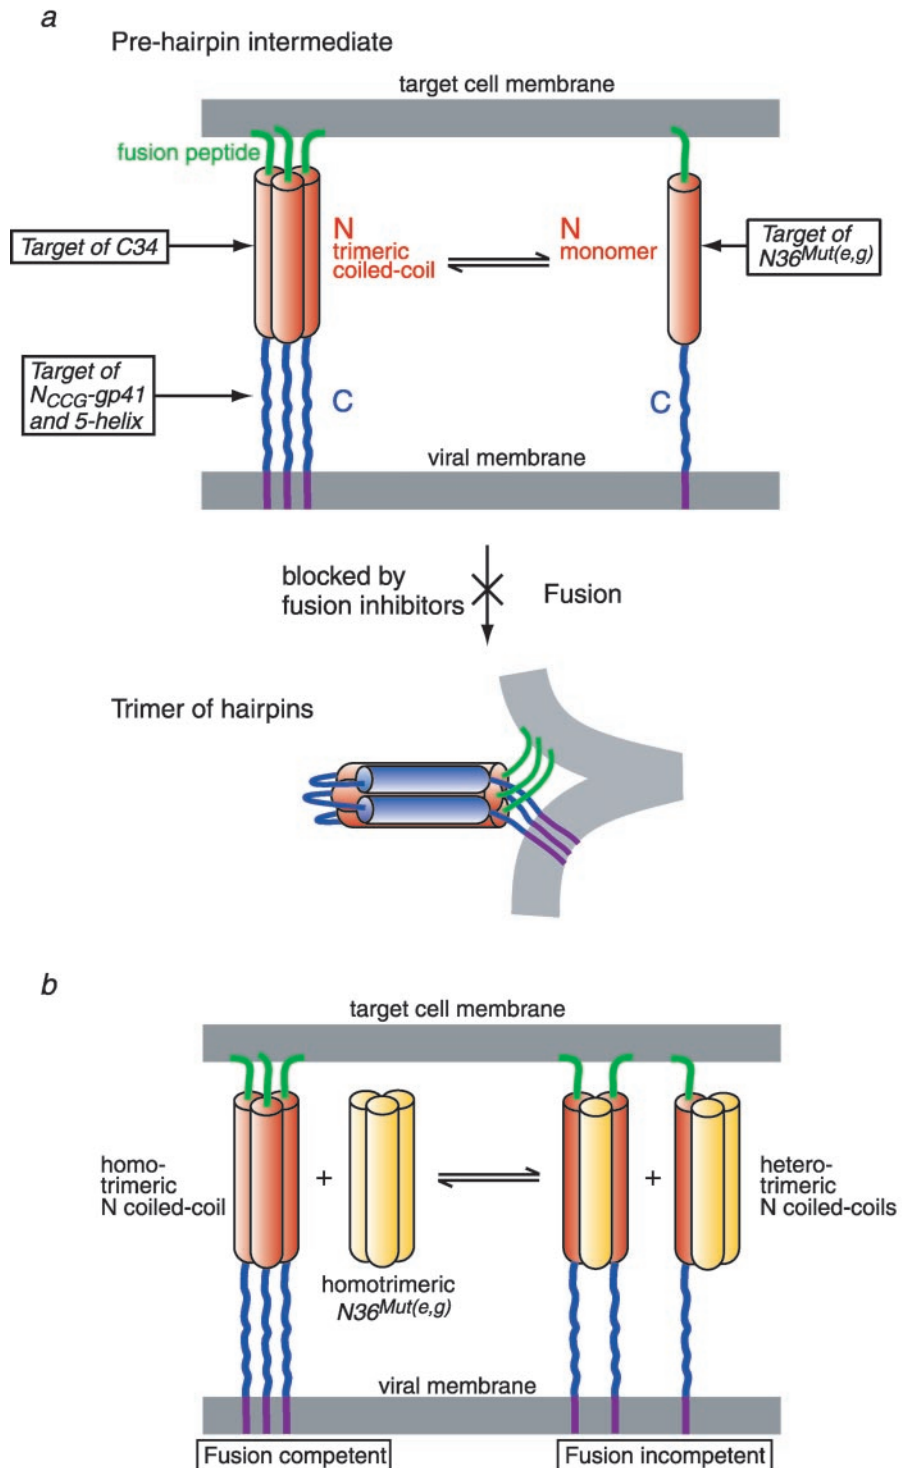 a
Pre-hairpin intermediate
target cell membrane
fusion peptide
Target of C34
N
trimeric
coiled-coil
N
monomer
Target of
N36Mut(e,g)
Target of
NCCG-gp41
and 5-helix
C
C
viral membrane
blocked by
fusion inhibitors
Fusion
Trimer of hairpins
b
target cell membrane
homo-
trimeric
N coiled-coil
+
homotrimeric
N36Mut(e,g)
+
hetero-
trimeric
N coiled-coils
viral membrane
Fusion competent
Fusion incompetent